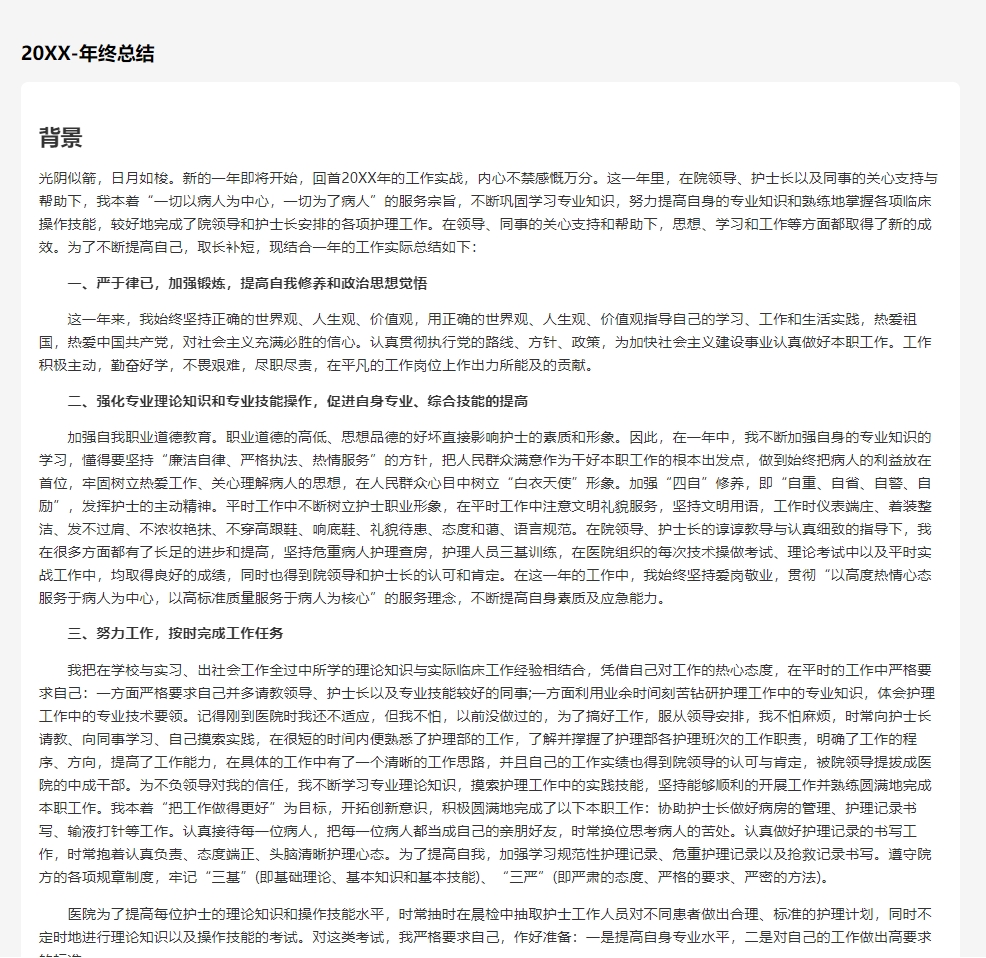 20XX-年终总结
背景
光阴似箭，日月如梭。新的一年即将开始，回首20XX年的工作实战，内心不禁感慨万分。这一年里，在院领导、护士长以及同事的关心支持与
帮助下，我本着“一切以病人为中心，一切为了病人”的服务宗旨，不断巩固学习专业知识，努力提高自身的专业知识和熟练地掌握各项临床
操作技能，较好地完成了院领导和护士长安排的各项护理工作。在领导、同事的关心支持和帮助下，思想、学习和工作等方面都取得了新的成
效。为了不断提高自己，取长补短，现结合一年的工作实际总结如下：
一、严于律已，加强锻炼，提高自我修养和政治思想觉悟
这一年来，我始终坚持正确的世界观、人生观、价值观，用正确的世界观、人生观、价值观指导自己的学习、工作和生活实践，热爱祖
国，热爱中国共产党，对社会主义充满必胜的信心。认真贯彻执行党的路线、方针、政策，为加快社会主义建设事业认真做好本职工作。工作
积极主动，勤奋好学，不畏艰难，尽职尽责，在平凡的工作岗位上作出力所能及的贡献。
二、强化专业理论知识和专业技能操作，促进自身专业、综合技能的提高
加强自我职业道德教育。职业道德的高低、思想品德的好坏直接影响护士的素质和形象。因此，在一年中，我不断加强自身的专业知识的
学习，懂得要坚持“廉洁自律、严格执法、热情服务”的方针，把人民群众满意作为干好本职工作的根本出发点，做到始终把病人的利益放在
首位，牢固树立热爱工作、关心理解病人的思想，在人民群众心目中树立“白衣天使”形象。加强“四自”修养，即“自重、自省、自警、自
励”，发挥护士的主动精神。平时工作中不断树立护士职业形象，在平时工作中注意文明礼貌服务，坚持文明用语，工作时仪表端庄、着装整
洁、发不过肩、不浓妆艳抹、不穿高跟鞋、响底鞋、礼貌待患、态度和蔼、语言规范。在院领导、护士长的谆谆教导与认真细致的指导下，我
在很多方面都有了长足的进步和提高，坚持危重病人护理查房，护理人员三基训练，在医院组织的每次技术操做考试、理论考试中以及平时实
战工作中，均取得良好的成绩，同时也得到院领导和护士长的认可和肯定。在这一年的工作中，我始终坚持爱岗敬业，贯彻“以高度热情心态
服务于病人为中心，以高标准质量服务于病人为核心”的服务理念，不断提高自身素质及应急能力。
三、努力工作，按时完成工作任务
我把在学校与实习、出社会工作全过中所学的理论知识与实际临床工作经验相结合，凭借自己对工作的热心态度，在平时的工作中严格要
求自己：一方面严格要求自己并多请教领导、护士长以及专业技能较好的同事;一方面利用业余时间刻苦钻研护理工作中的专业知识，体会护理
工作中的专业技术要领。记得刚到医院时我还不适应，但我不怕，以前没做过的，为了搞好工作，服从领导安排，我不怕麻烦，时常向护士长
请教、向同事学习、自己摸索实践，在很短的时间内便熟悉了护理部的工作，了解并撑握了护理部各护理班次的工作职责，明确了工作的程
序、方向，提高了工作能力，在具体的工作中有了一个清晰的工作思路，并且自己的工作实绩也得到院领导的认可与肯定，被院领导提拔成医
院的中成干部。为不负领导对我的信任，我不断学习专业理论知识，摸索护理工作中的实践技能，坚持能够顺利的开展工作并熟练圆满地完成
本职工作。我本着“把工作做得更好”为目标，开拓创新意识，积极圆满地完成了以下本职工作：协助护士长做好病房的管理、护理记录书
写、输液打针等工作。认真接待每一位病人，把每一位病人都当成自己的亲朋好友，时常换位思考病人的苦处。认真做好护理记录的书写工
作，时常抱着认真负责、态度端正、头脑清晰护理心态。为了提高自我，加强学习规范性护理记录、危重护理记录以及抢救记录书写。遵守院
方的各项规章制度，牢记“三基”(即基础理论、基本知识和基本技能)、“三严”(即严肃的态度、严格的要求、严密的方法)。
医院为了提高每位护士的理论知识和操作技能水平，时常抽时在晨检中抽取护士工作人员对不同患者做出合理、标准的护理计划，同时不
定时地进行理论知识以及操作技能的考试。对这类考试，我严格要求自己，作好准备：一是提高自身专业水平，二是对自己的工作做出高要求